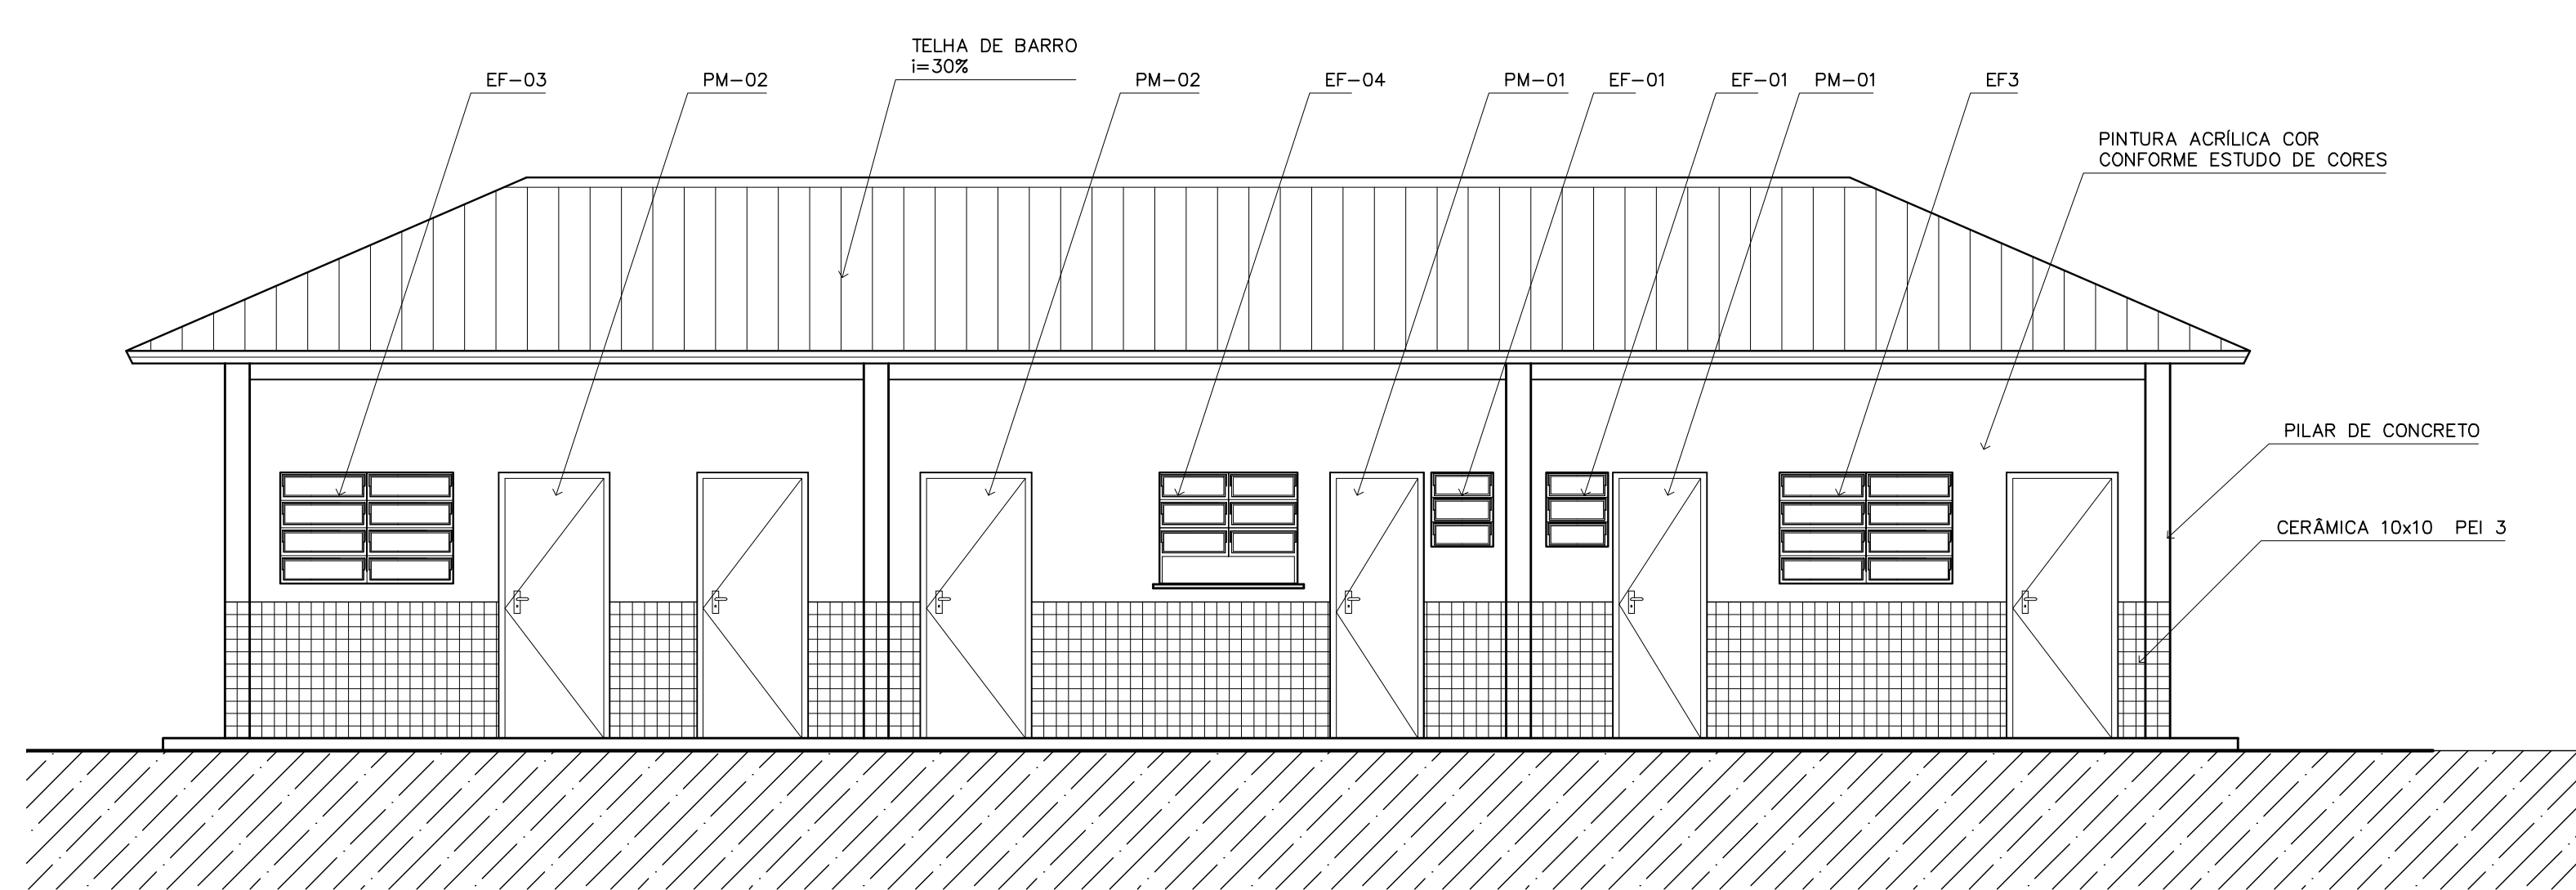 TELHA DE BARRO
i=30%
EF-03
PM-02
PM-02
EF-04
PM-01
EF-01
EF-01
PM-01
EF3
PINTURA ACRÍLICA COR
CONFORME ESTUDO DE CORES
PILAR DE CONCRETO
CERÂMICA 10x10 PEI 3